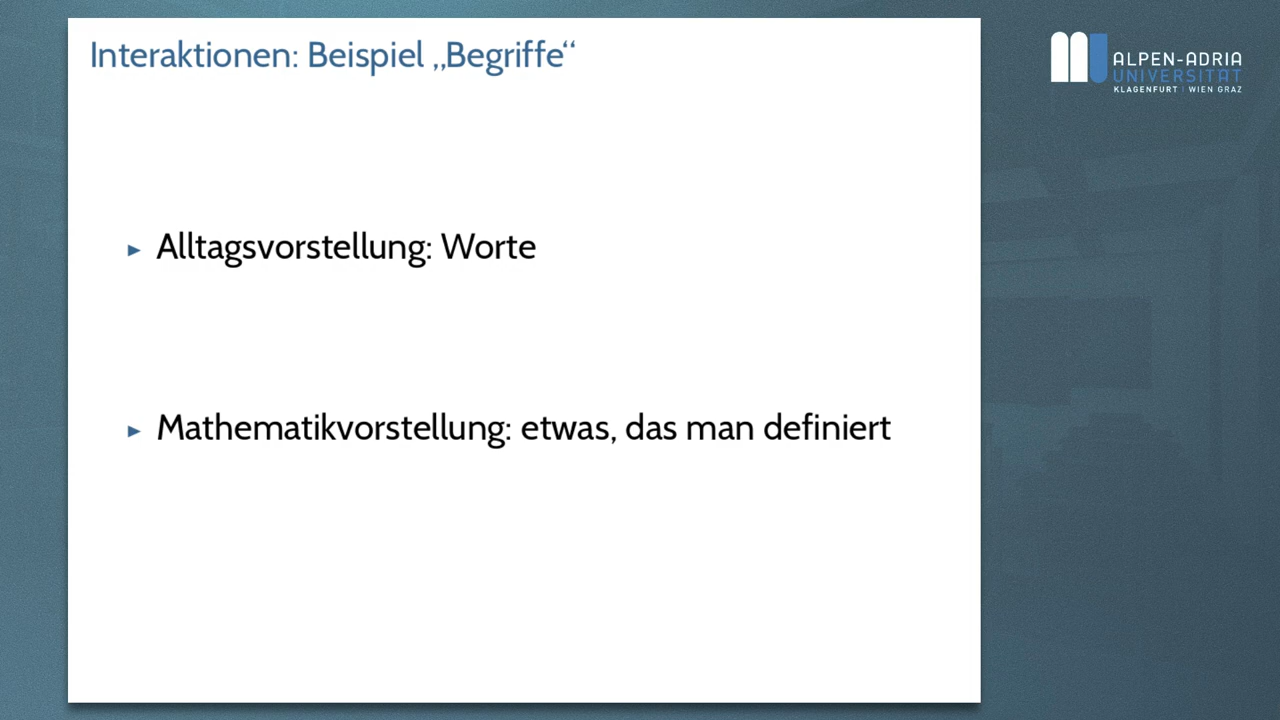 Interaktionen: Beispiel „Begriffe“
ALPEN-ADRIA
UNIVERSITÄT
KLAGENFURT | WIEN GRAZ
▸ Alltagsvorstellung: Worte
▸ Mathematikvorstellung: etwas, das man definiert